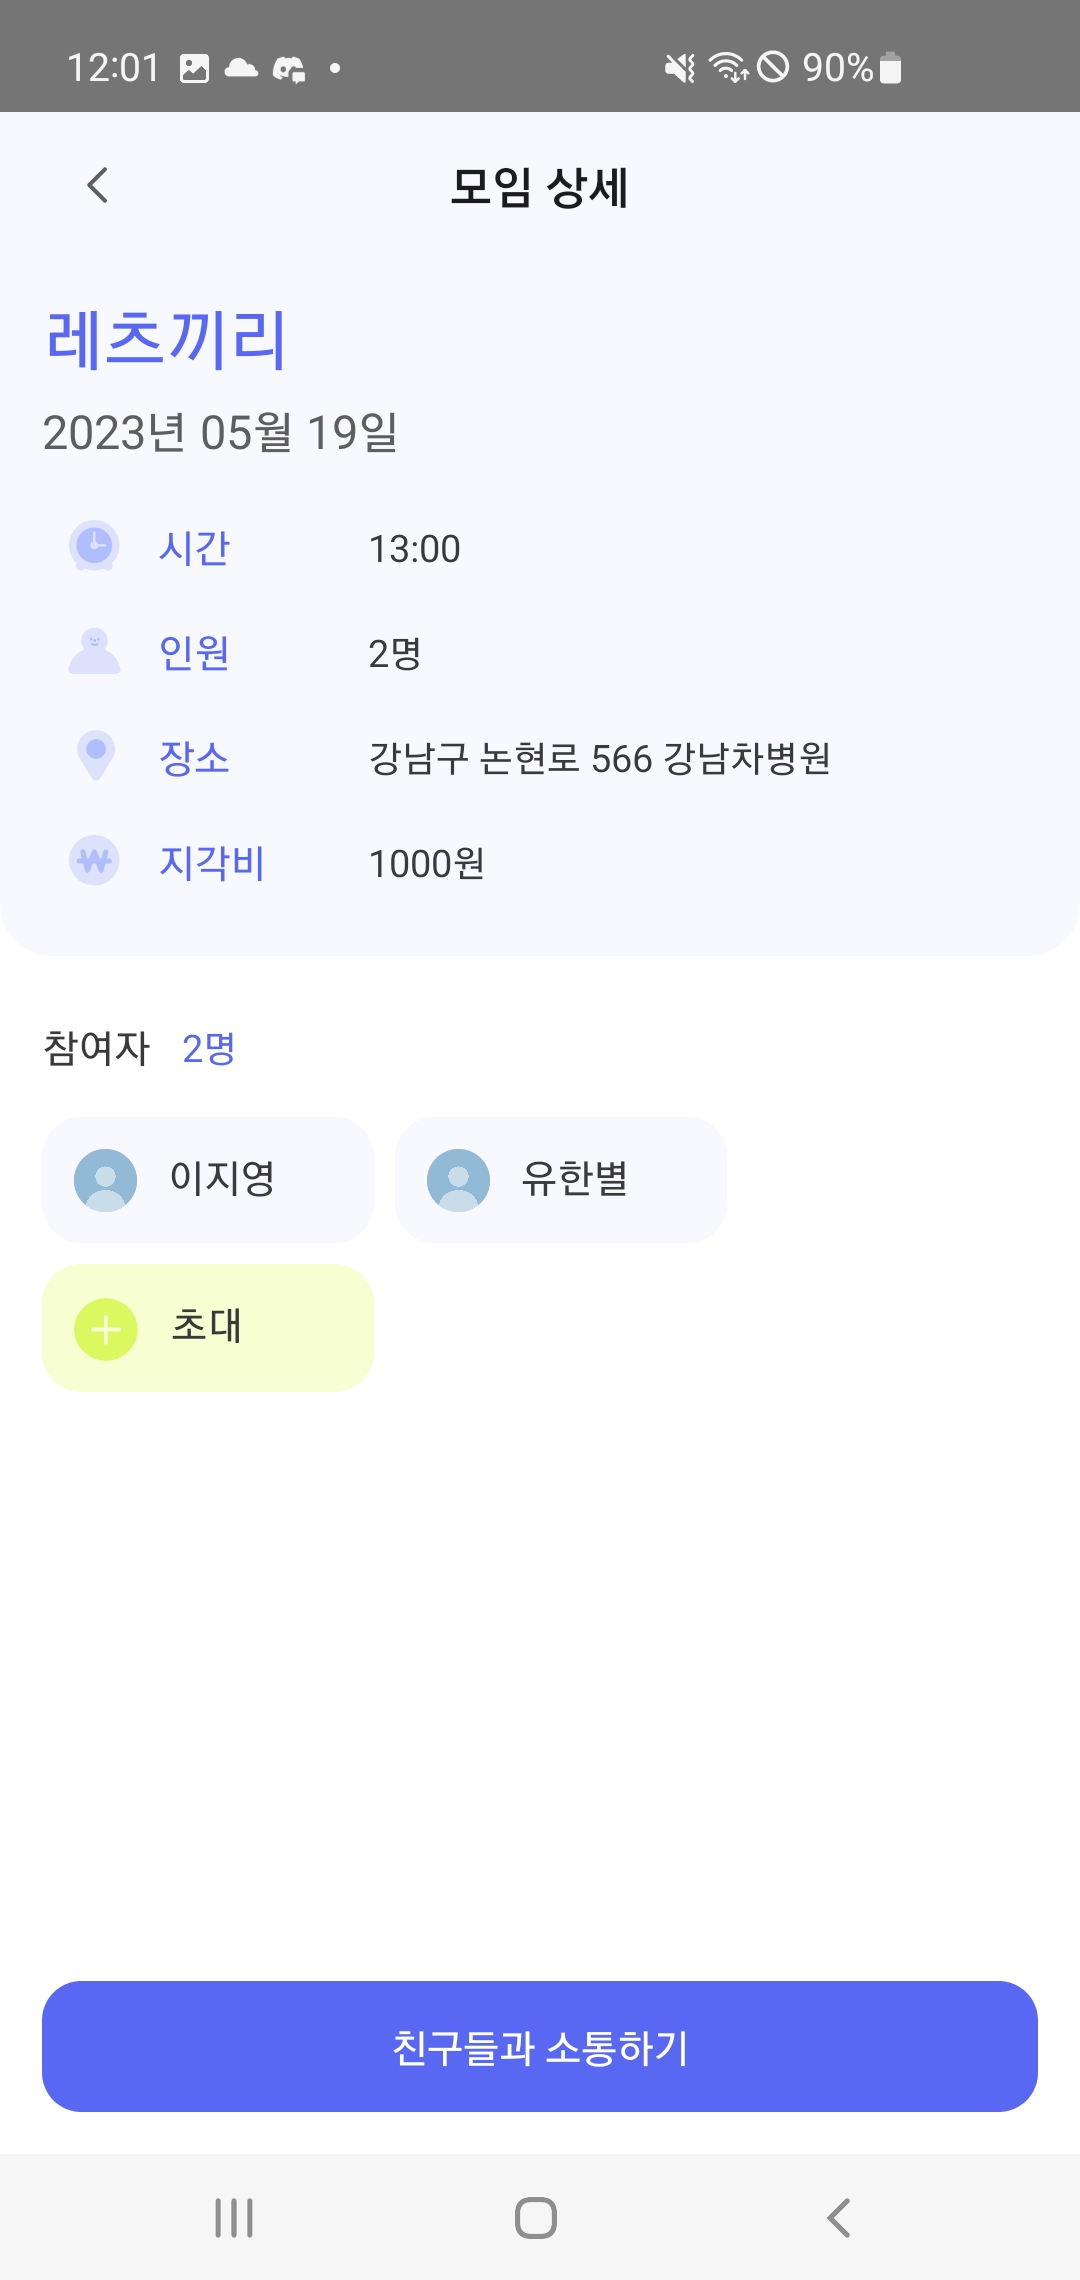 12:01 90%
모임 상세
레츠끼리
2023년 05월 19일
시간 13:00
인원 2명
장소 강남구 논현로 566 강남차병원
지각비 1000원
참여자 2명
이지영 유한별
초대
친구들과 소통하기